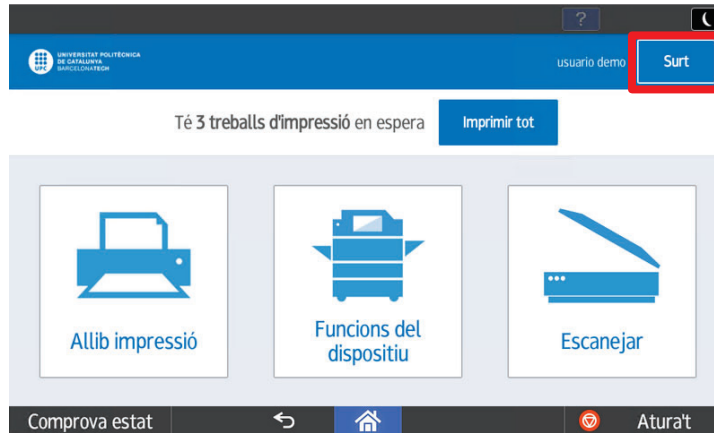 ?
UNIVERSITAT POLITÈCNICA
DE CATALUNYA
BARCELONATECH
UPC
usuario demo
Surt
Té 3 treballs d'impressió en espera
Imprimir tot
Allib impressió
Funcions del
dispositiu
Escanejar
Comprova estat
Atura't